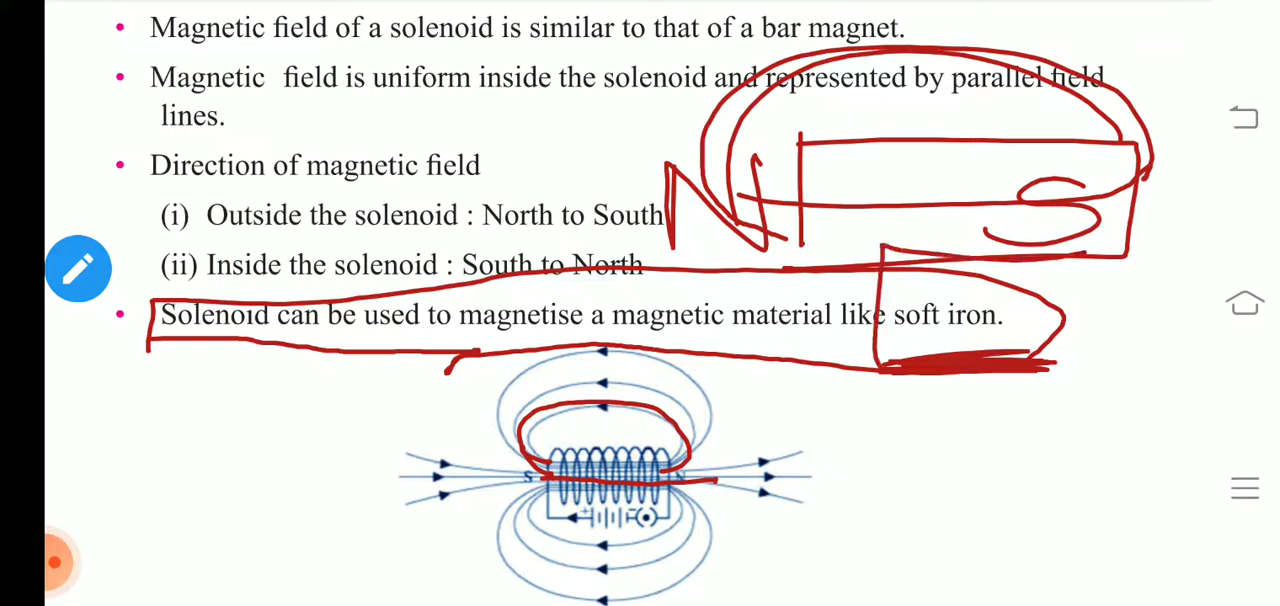 • Magnetic field of a solenoid is similar to that of a bar magnet.
• Magnetic field is uniform inside the solenoid and represented by parallel field
lines.
• Direction of magnetic field
(i) Outside the solenoid : North to South
N S
(ii) Inside the solenoid : South to North
• Solenoid can be used to magnetise a magnetic material like soft iron.
S N